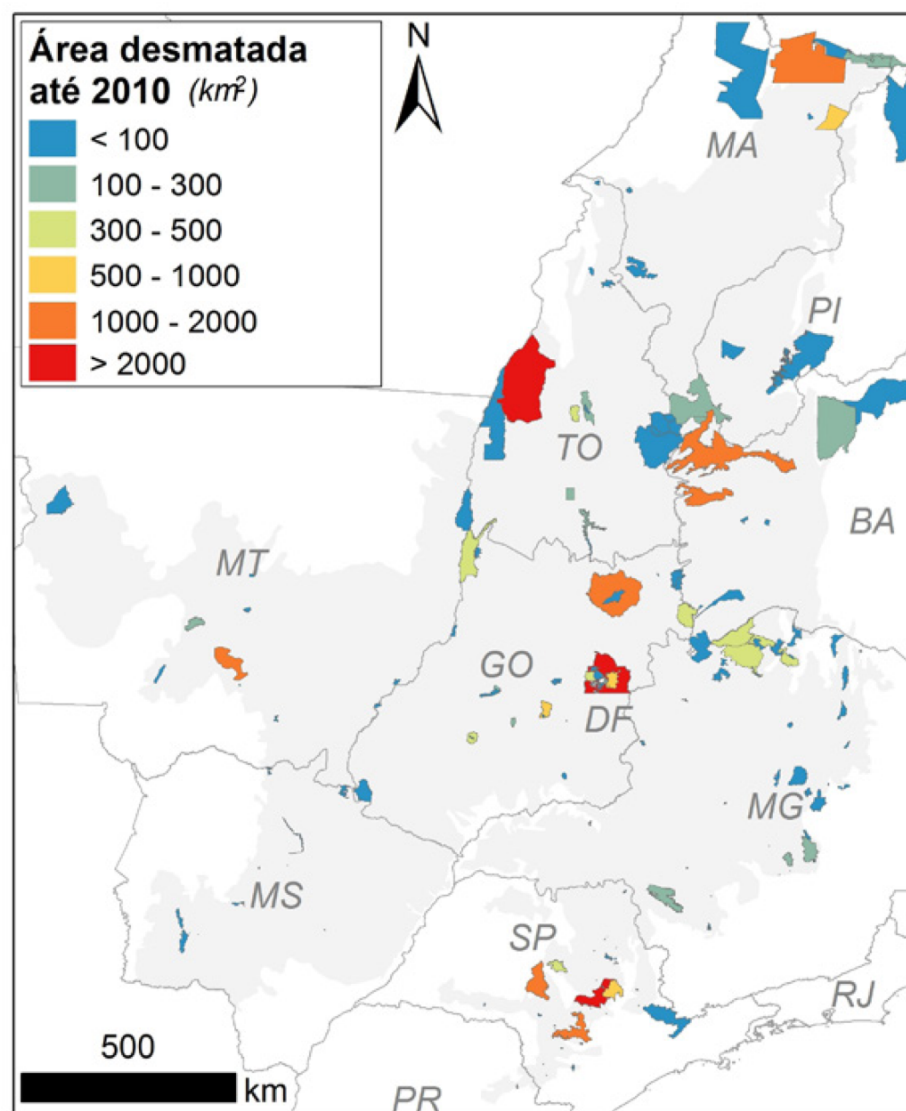 Área desmatada
até 2010 (km²)
< 100
100 - 300
300 - 500
500 - 1000
1000 - 2000
> 2000
N
MA
PI
TO
BA
MT
GO
DF
MG
MS
SP
RJ
500
km
PR